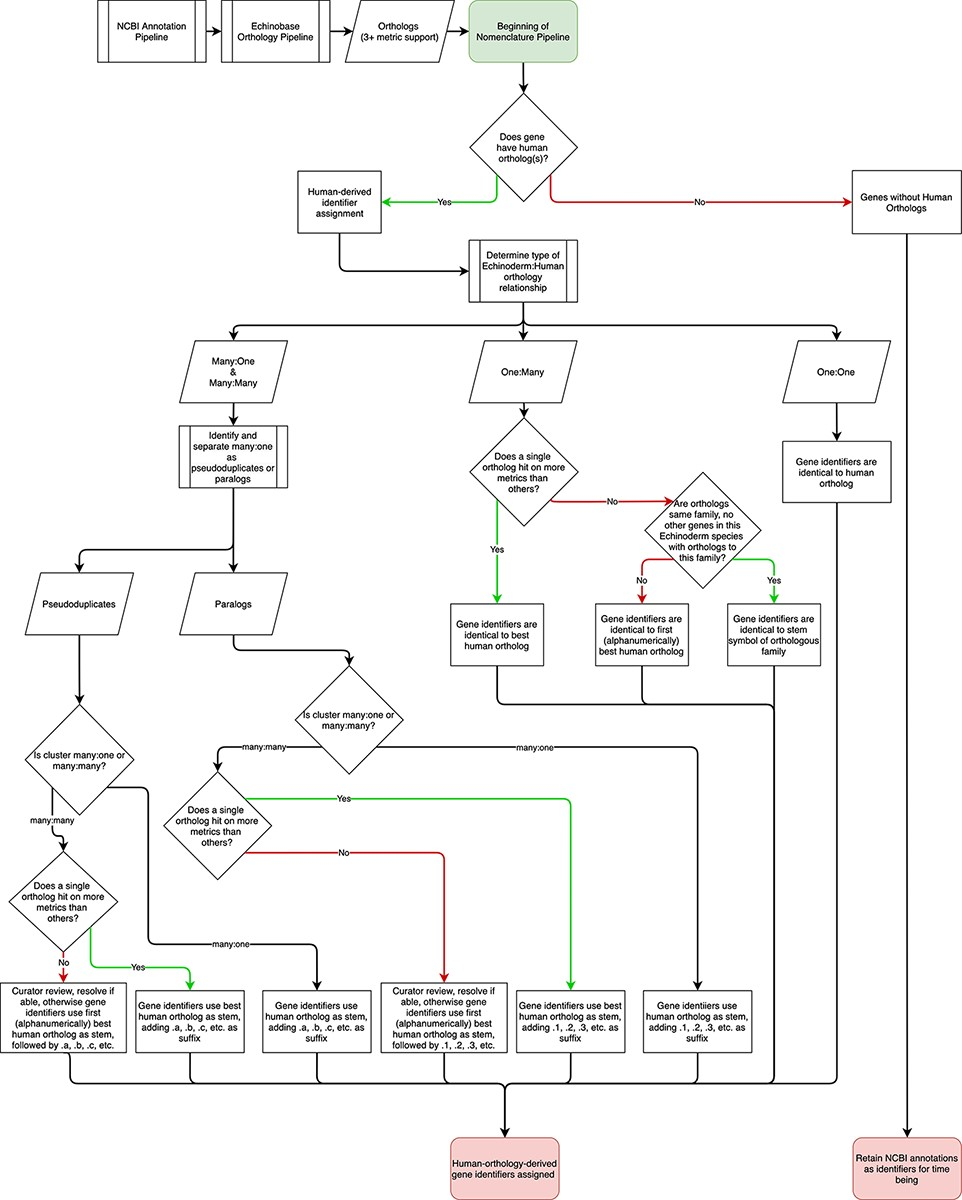 NCBI Annotation
Pipeline
Echinobase
Orthology Pipeline
Orthologs
(3+ metric support)
Beginning of
Nomenclature Pipeline
Does gene
have human
ortholog(s)?
Human-derived
identifier
assignment
Yes
No
Genes without Human
Orthologs
Determine type of
Echinoderm:Human
orthology
relationship
Many:One
&
Many:Many
One:Many
One:One
Identify and
separate many:one
as
pseudoduplicates or
paralogs
Does a single
ortholog hit on more
metrics than
others?
Gene identifiers are
identical to human
ortholog
No
Are orthologs
same family, no
other genes in this
Echinoderm species
with orthologs to
this family?
Yes
No
Yes
Pseudoduplicates
Paralogs
Gene identifiers are
identical to best
human ortholog
Gene identifiers are
identical to first
(alphanumerically)
best human ortholog
Gene identifiers are
identical to stem
symbol of orthologous
family
Is cluster many:one or
many:many?
Is cluster many:one or
many:many?
many:many
many:one
Does a single
ortholog hit on more
metrics than
others?
Yes
No
many:many
Does a single
ortholog hit on more
metrics than
others?
many:one
No
Yes
Curator review, resolve if
able, otherwise gene
identifiers use first
(alphanumerically) best
human ortholog as stem,
followed by .a, .b, .c, etc.
Gene identifiers use best
human ortholog as stem,
adding .a, .b, .c, etc. as
suffix
Gene identifiers use
human ortholog as stem,
adding .a, .b, .c, etc. as
suffix
Curator review, resolve if
able, otherwise gene
identifiers use first
(alphanumerically) best
human ortholog as stem,
followed by .1, .2, .3, etc.
Gene identifiers use best
human ortholog as stem,
adding .1, .2, .3, etc. as
suffix
Gene identiiers use
human ortholog as stem,
adding .1, .2, .3, etc. as
suffix
Human-orthology-derived
gene identifiers assigned
Retain NCBI annotations
as identifiers for time
being